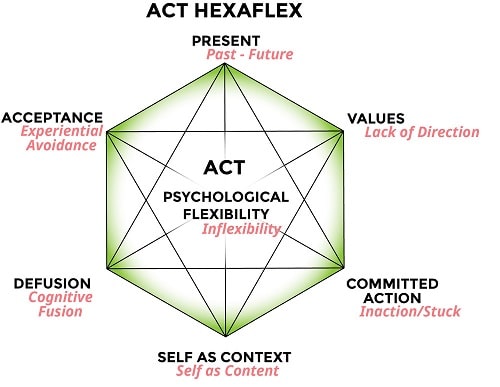 ACT HEXAFLEX
PRESENT
Past - Future
ACCEPTANCE
Experiential
Avoidance
VALUES
Lack of Direction
ACT
PSYCHOLOGICAL
FLEXIBILITY
Inflexibility
DEFUSION
Cognitive
Fusion
COMMITTED
ACTION
Inaction/Stuck
SELF AS CONTEXT
Self as Content